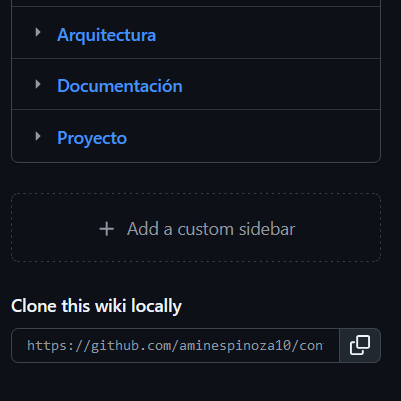 Arquitectura
Documentación
Proyecto
Add a custom sidebar
Clone this wiki locally
https://github.com/aminespinoza10/con